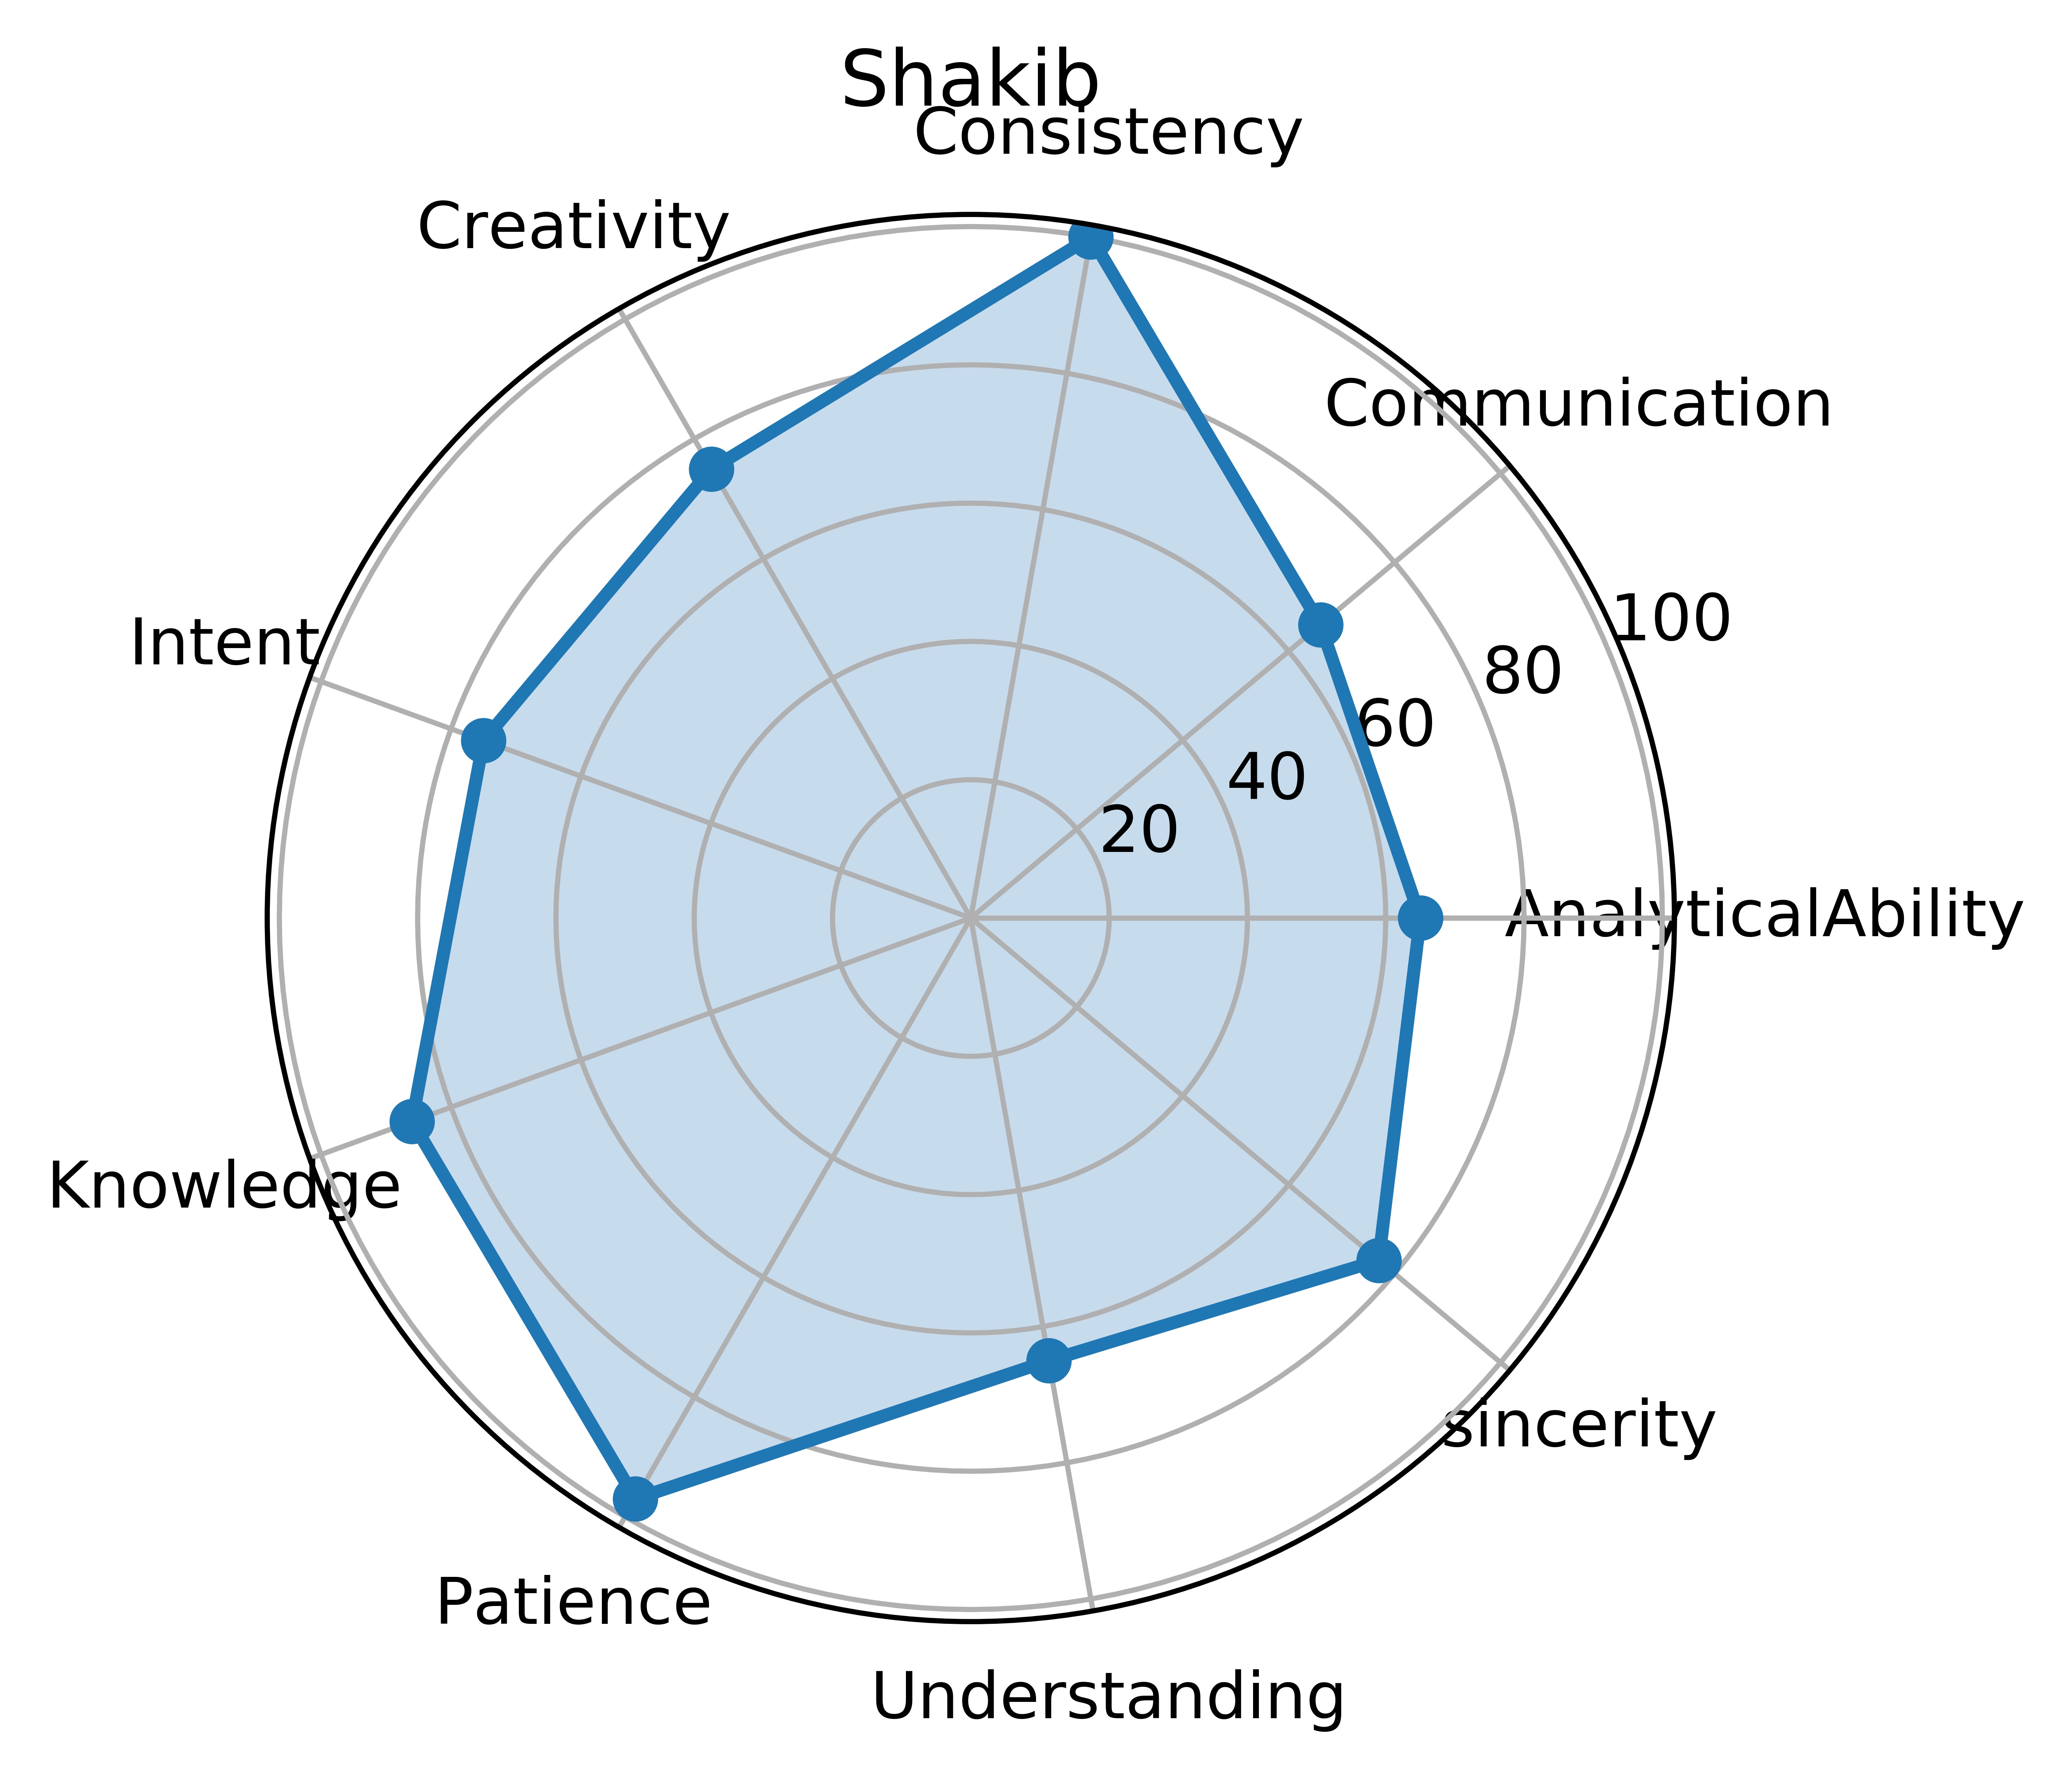 Shakib
Consistency
Creativity
Communication
Intent
100
80
60
40
20
AnalyticalAbility
Knowledge
sincerity
Patience
Understanding